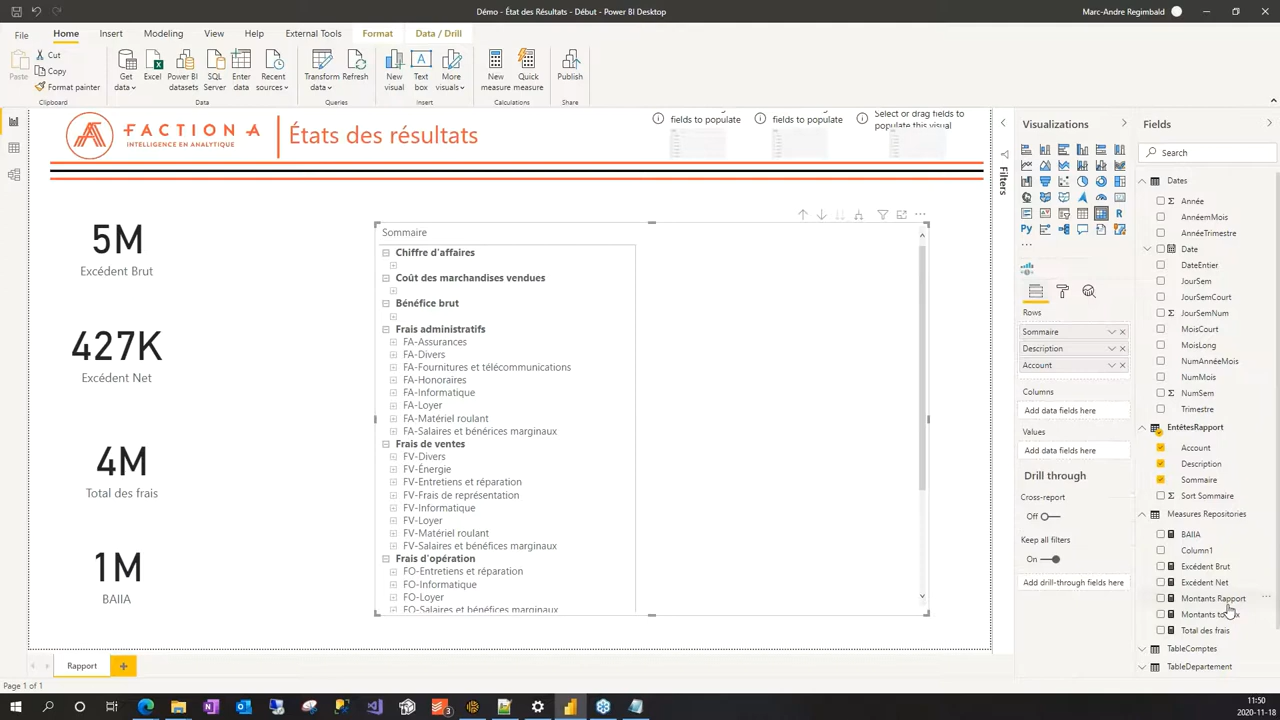 Démo - État des Résultats - Début - Power BI Desktop
Marc-Andre Regimbald
File
Home
Insert
Modeling
View
Help
External Tools
Format
Data / Drill
Paste
Cut
Copy
Format painter
Clipboard
Get data
Excel
Power BI datasets
SQL Server
Enter data
Recent sources
Data
Transform data
Refresh
Queries
New visual
Text box
More visuals
Insert
New measure
Quick measure
Calculations
Publish
Share
FACTION A
INTELLIGENCE EN ANALYTIQUE
États des résultats
fields to populate
fields to populate
Select or drag fields to
populate this visual
5M
Excédent Brut
427K
Excédent Net
4M
Total des frais
1M
BAIIA
Sommaire
Chiffre d'affaires
Coût des marchandises vendues
Bénéfice brut
Frais administratifs
FA-Assurances
FA-Divers
FA-Fournitures et télécommunications
FA-Honoraires
FA-Informatique
FA-Loyer
FA-Matériel roulant
FA-Salaires et bénérices marginaux
Frais de ventes
FV-Divers
FV-Énergie
FV-Entretiens et réparation
FV-Frais de représentation
FV-Informatique
FV-Loyer
FV-Matériel roulant
FV-Salaires et bénéfices marginaux
Frais d'opération
FO-Entretiens et réparation
FO-Informatique
FO-Loyer
FO-Salaires et bénéfices marginaux
Filters
Visualizations
Rows
Sommaire
Description
Account
Columns
Add data fields here
Values
Add data fields here
Drill through
Cross-report
Off
Keep all filters
On
Add drill-through fields here
Fields
Search
Dates
Année
AnnéemMois
AnnéeTrimestre
Date
DateEntier
JourSem
JourSemCourt
JourSemNum
MoisCourt
MoisLong
NumAnnéeMois
NumMois
NumSem
Trimestre
EntêtesRapport
Account
Description
Sommaire
Sort Sommaire
Measures Repositories
BAIIA
Column1
Excédent Brut
Excédent Net
Montants Rapport
Montants
Total des frais
TableComptes
TableDepartement
Rapport
Page 1 of 1
11:50
2020-11-18